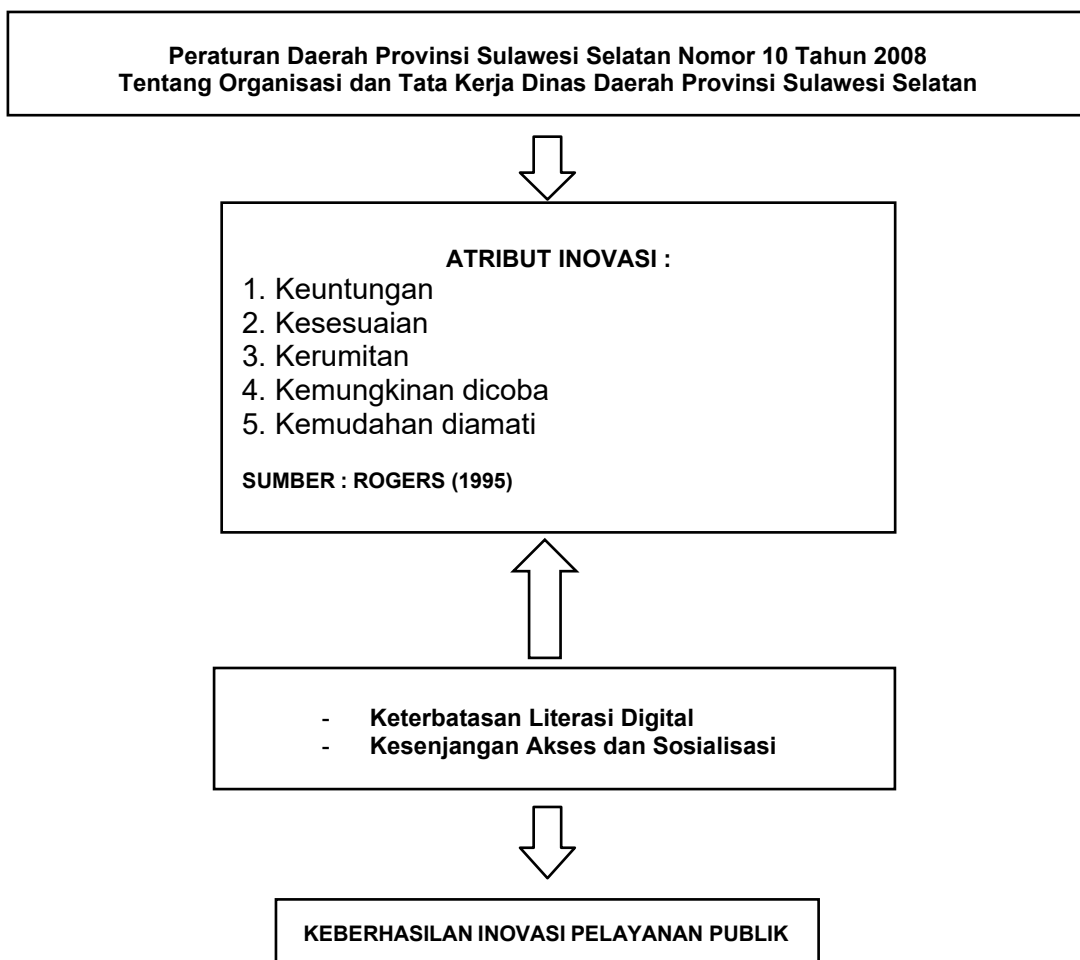 Peraturan Daerah Provinsi Sulawesi Selatan Nomor 10 Tahun 2008
Tentang Organisasi dan Tata Kerja Dinas Daerah Provinsi Sulawesi Selatan
ATRIBUT INOVASI :
1. Keuntungan
2. Kesesuaian
3. Kerumitan
4. Kemungkinan dicoba
5. Kemudahan diamati
SUMBER : ROGERS (1995)
- Keterbatasan Literasi Digital
- Kesenjangan Akses dan Sosialisasi
KEBERHASILAN INOVASI PELAYANAN PUBLIK